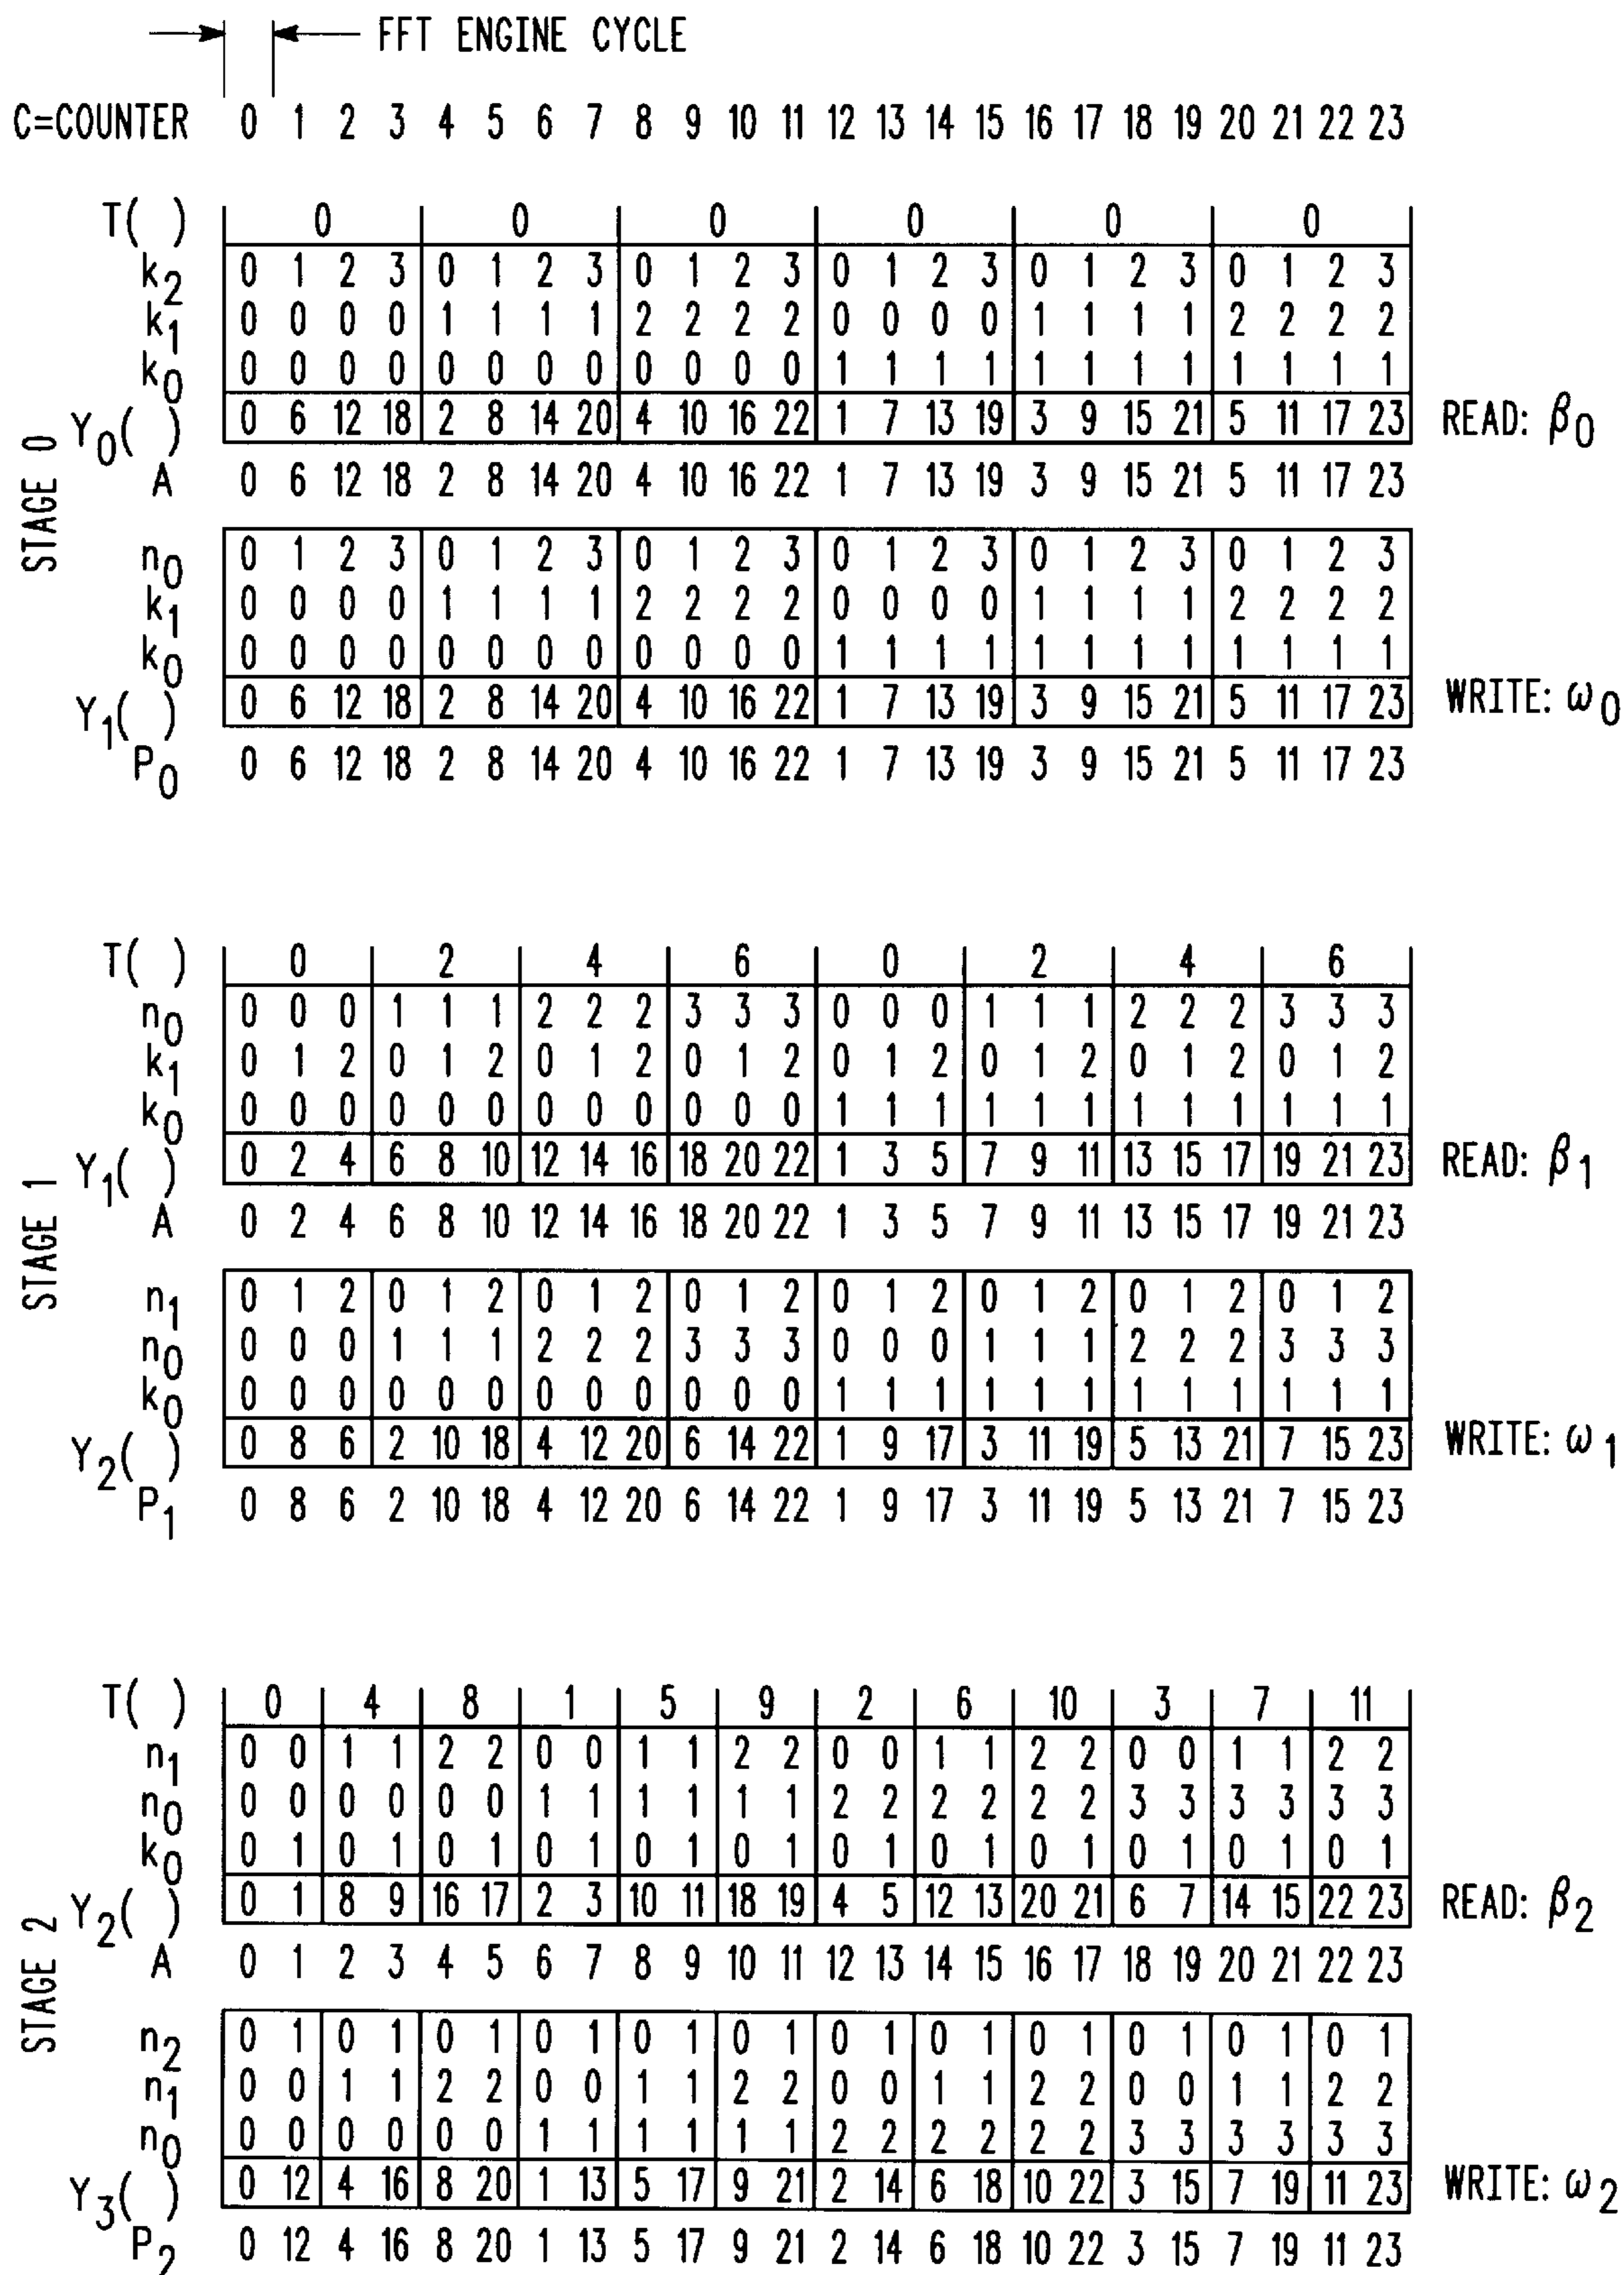 FFT ENGINE CYCLE
C=COUNTER 0 1 2 3 4 5 6 7 8 9 10 11 12 13 14 15 16 17 18 19 20 21 22 23
STAGE 0
T( ) 0 0 0 0 0 0
k2 0 1 2 3 0 1 2 3 0 1 2 3 0 1 2 3 0 1 2 3 0 1 2 3
k1 0 0 0 0 1 1 1 1 2 2 2 2 0 0 0 0 1 1 1 1 2 2 2 2
k0 0 0 0 0 0 0 0 0 0 0 0 0 1 1 1 1 1 1 1 1 1 1 1 1
Y0( ) 0 6 12 18 2 8 14 20 4 10 16 22 1 7 13 19 3 9 15 21 5 11 17 23 READ: β0
A 0 6 12 18 2 8 14 20 4 10 16 22 1 7 13 19 3 9 15 21 5 11 17 23
n0 0 1 2 3 0 1 2 3 0 1 2 3 0 1 2 3 0 1 2 3 0 1 2 3
k1 0 0 0 0 1 1 1 1 2 2 2 2 0 0 0 0 1 1 1 1 2 2 2 2
k0 0 0 0 0 0 0 0 0 0 0 0 0 1 1 1 1 1 1 1 1 1 1 1 1
Y1( ) 0 6 12 18 2 8 14 20 4 10 16 22 1 7 13 19 3 9 15 21 5 11 17 23 WRITE: ω0
P0 0 6 12 18 2 8 14 20 4 10 16 22 1 7 13 19 3 9 15 21 5 11 17 23
STAGE 1
T( ) 0 2 4 6 0 2 4 6
n0 0 0 0 1 1 1 2 2 2 3 3 3 0 0 0 1 1 1 2 2 2 3 3 3
k1 0 1 2 0 1 2 0 1 2 0 1 2 0 1 2 0 1 2 0 1 2 0 1 2
k0 0 0 0 0 0 0 0 0 0 0 0 0 1 1 1 1 1 1 1 1 1 1 1 1
Y1( ) 0 2 4 6 8 10 12 14 16 18 20 22 1 3 5 7 9 11 13 15 17 19 21 23 READ: β1
A 0 2 4 6 8 10 12 14 16 18 20 22 1 3 5 7 9 11 13 15 17 19 21 23
n1 0 1 2 0 1 2 0 1 2 0 1 2 0 1 2 0 1 2 0 1 2 0 1 2
n0 0 0 0 1 1 1 2 2 2 3 3 3 0 0 0 1 1 1 2 2 2 3 3 3
k0 0 0 0 0 0 0 0 0 0 0 0 0 1 1 1 1 1 1 1 1 1 1 1 1
Y2( ) 0 8 6 2 10 18 4 12 20 6 14 22 1 9 17 3 11 19 5 13 21 7 15 23 WRITE: ω1
P1 0 8 6 2 10 18 4 12 20 6 14 22 1 9 17 3 11 19 5 13 21 7 15 23
STAGE 2
T( ) 0 4 8 1 5 9 2 6 10 3 7 11
n1 0 0 1 1 2 2 0 0 1 1 2 2 0 0 1 1 2 2 0 0 1 1 2 2
n0 0 0 0 0 0 0 1 1 1 1 1 1 2 2 2 2 2 2 3 3 3 3 3 3
k0 0 1 0 1 0 1 0 1 0 1 0 1 0 1 0 1 0 1 0 1 0 1 0 1
Y2( ) 0 1 8 9 16 17 2 3 10 11 18 19 4 5 12 13 20 21 6 7 14 15 22 23 READ: β2
A 0 1 2 3 4 5 6 7 8 9 10 11 12 13 14 15 16 17 18 19 20 21 22 23
n2 0 1 0 1 0 1 0 1 0 1 0 1 0 1 0 1 0 1 0 1 0 1 0 1
n1 0 0 1 1 2 2 0 0 1 1 2 2 0 0 1 1 2 2 0 0 1 1 2 2
n0 0 0 0 0 0 0 1 1 1 1 1 1 2 2 2 2 2 2 3 3 3 3 3 3
Y3( ) 0 12 4 16 8 20 1 13 5 17 9 21 2 14 6 18 10 22 3 15 7 19 11 23 WRITE: ω2
P2 0 12 4 16 8 20 1 13 5 17 9 21 2 14 6 18 10 22 3 15 7 19 11 23